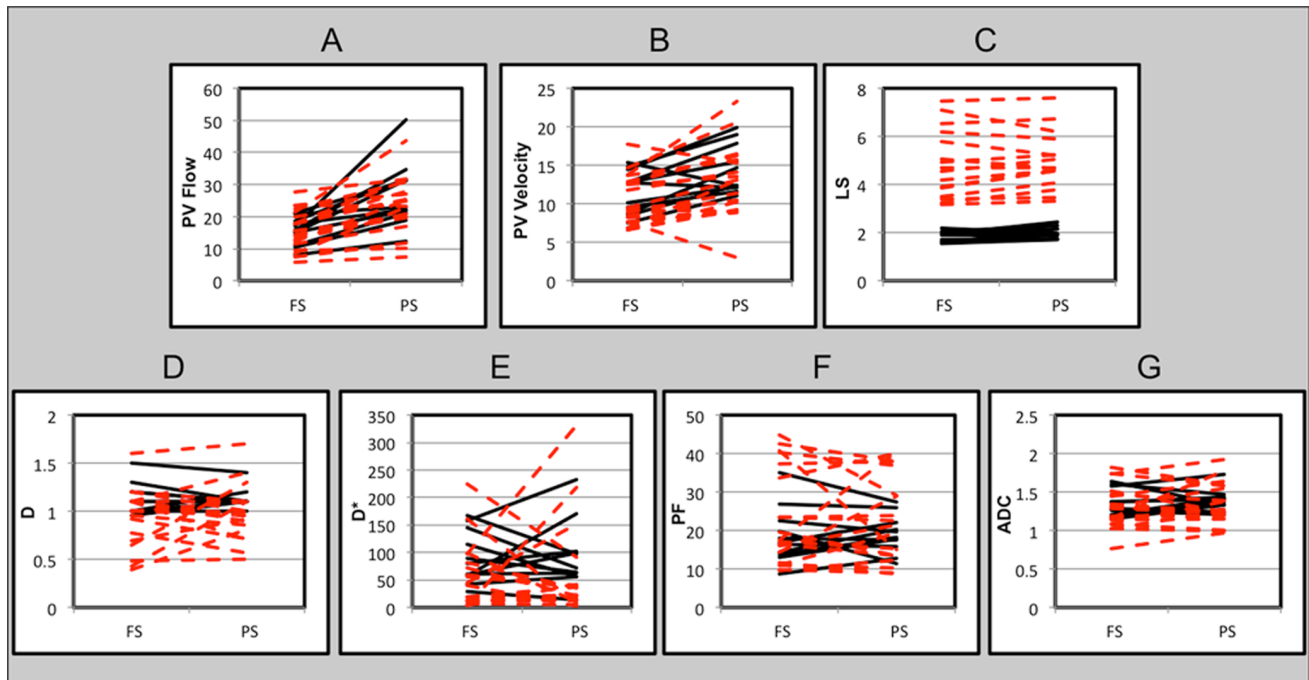 A
B
C
60
50
40
30
20
10
0
PV Flow
FS
PS
25
20
15
10
5
0
PV Velocity
FS
PS
8
6
4
2
0
LS
FS
PS
D
E
F
G
2
1.5
1
0.5
0
D
FS
PS
350
300
250
200
150
100
50
0
D*
FS
PS
50
40
30
20
10
0
PF
FS
PS
2.5
2
1.5
1
0.5
0
ADC
FS
PS